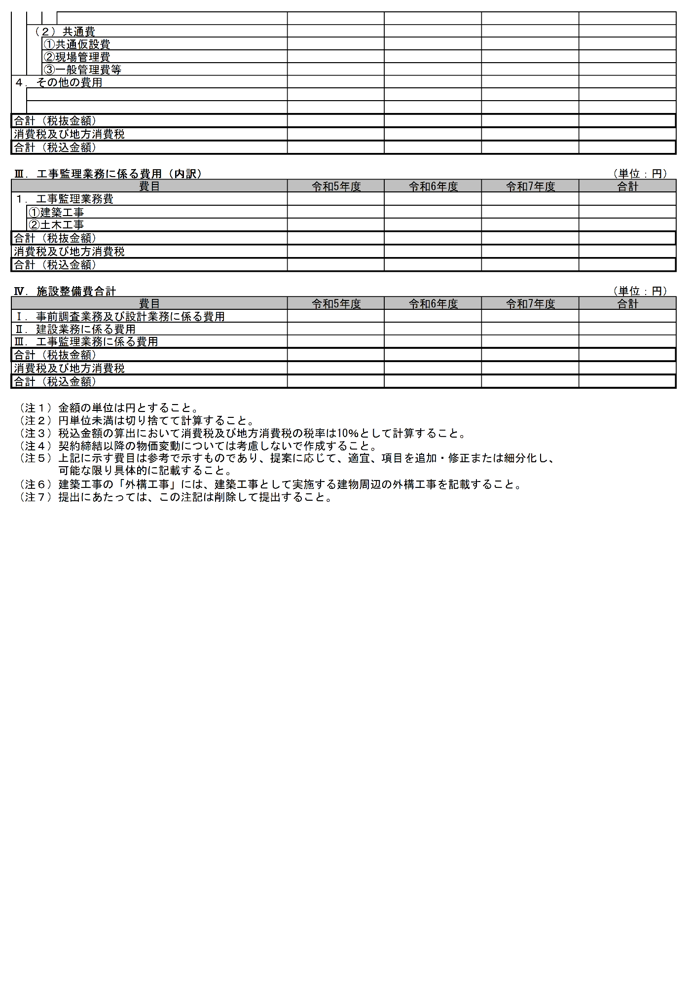 （２）共通費
①共通仮設費
②現場管理費
③一般管理費等
４．その他の費用
合計（税抜金額）
消費税及び地方消費税
合計（税込金額）
Ⅲ．工事監理業務に係る費用（内訳） （単位：円）
費目 令和5年度 令和6年度 令和7年度 合計
１．工事監理業務費
①建築工事
②土木工事
合計（税抜金額）
消費税及び地方消費税
合計（税込金額）
Ⅳ．施設整備費合計 （単位：円）
費目 令和5年度 令和6年度 令和7年度 合計
Ⅰ．事前調査業務及び設計業務に係る費用
Ⅱ．建設業務に係る費用
Ⅲ．工事監理業務に係る費用
合計（税抜金額）
消費税及び地方消費税
合計（税込金額）
（注１）金額の単位は円とすること。
（注２）円単位未満は切り捨てて計算すること。
（注３）税込金額の算出において消費税及び地方消費税の税率は10％として計算すること。
（注４）契約締結以降の物価変動については考慮しないで作成すること。
（注５）上記に示す費目は参考で示すものであり、提案に応じて、適宜、項目を追加・修正または細分化し、
可能な限り具体的に記載すること。
（注６）建築工事の「外構工事」には、建築工事として実施する建物周辺の外構工事を記載すること。
（注７）提出にあたっては、この注記は削除して提出すること。